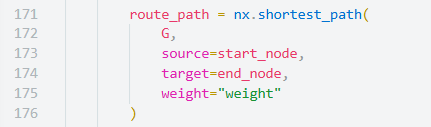 171 route_path = nx.shortest_path(
172 G,
173 source=start_node,
174 target=end_node,
175 weight="weight"
176 )